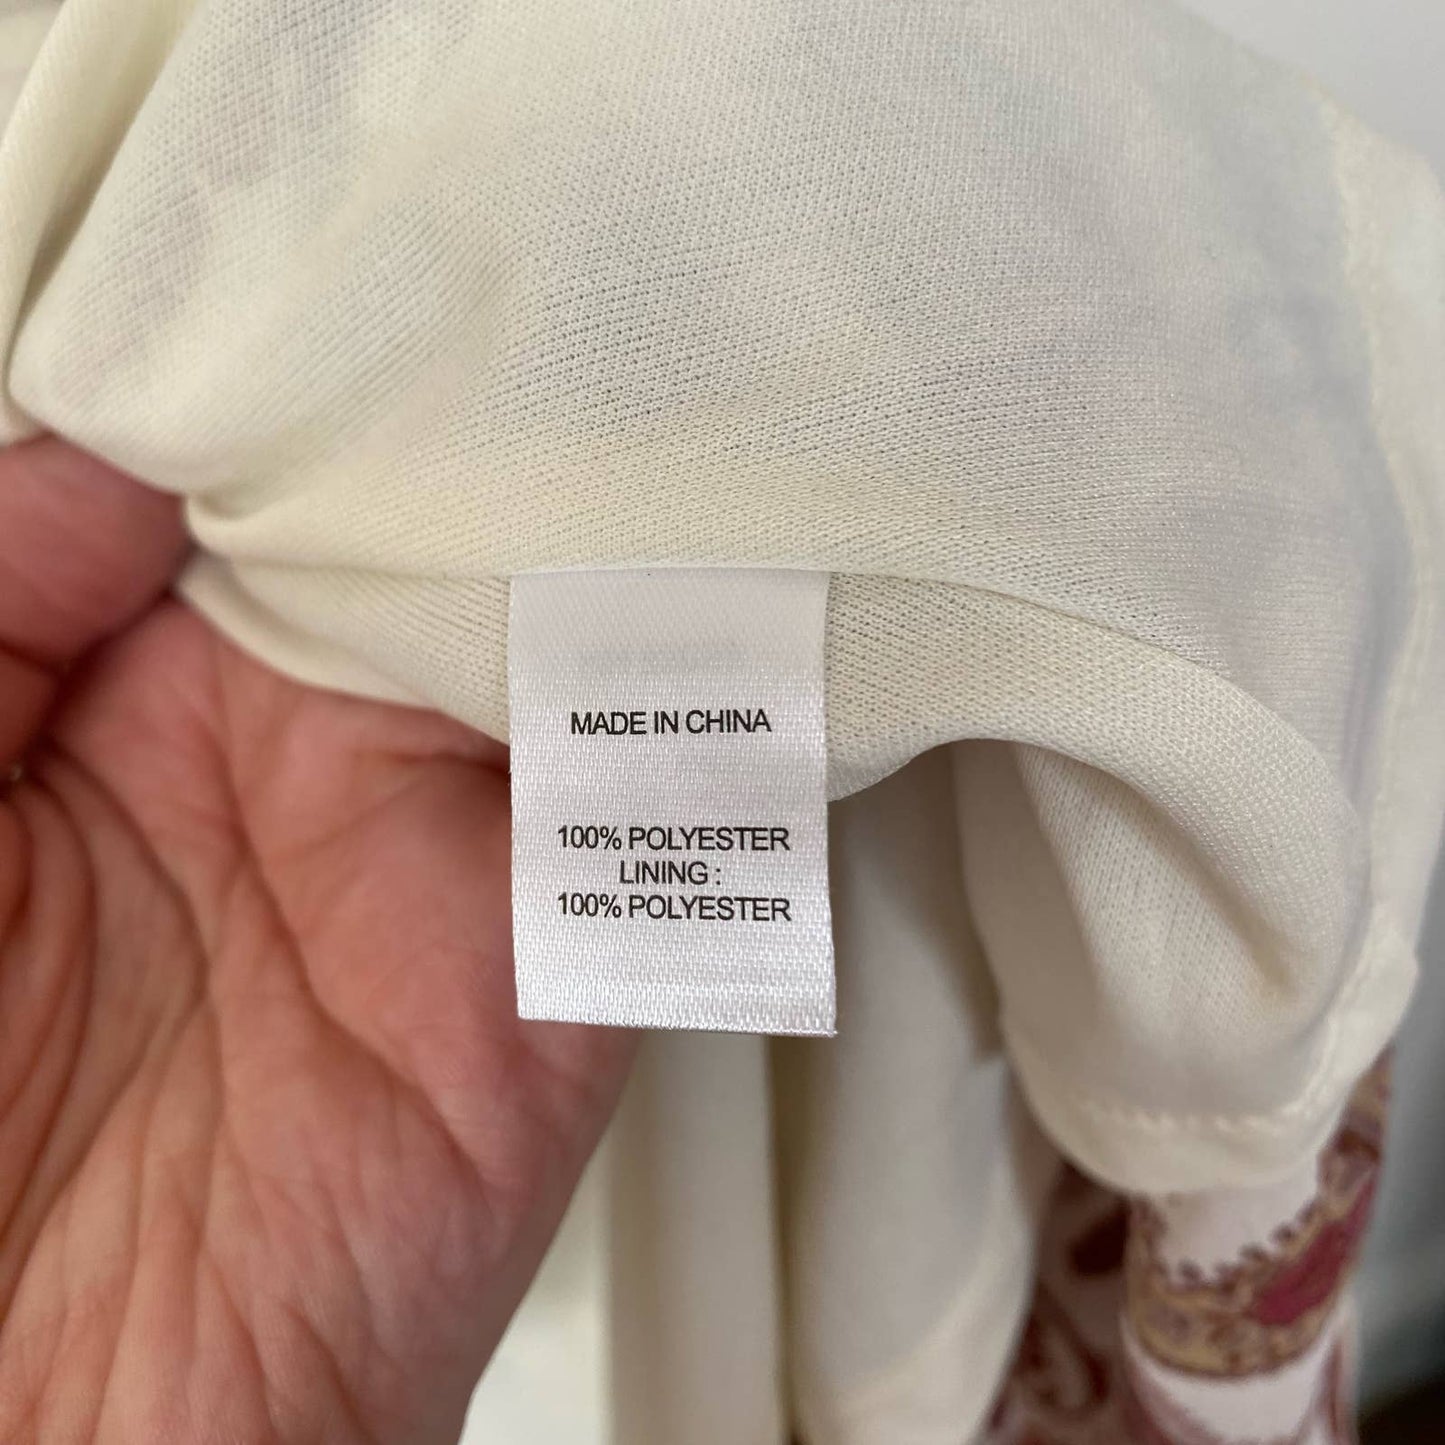 MADE IN CHINA
100% POLYESTER
LINING :
100% POLYESTER